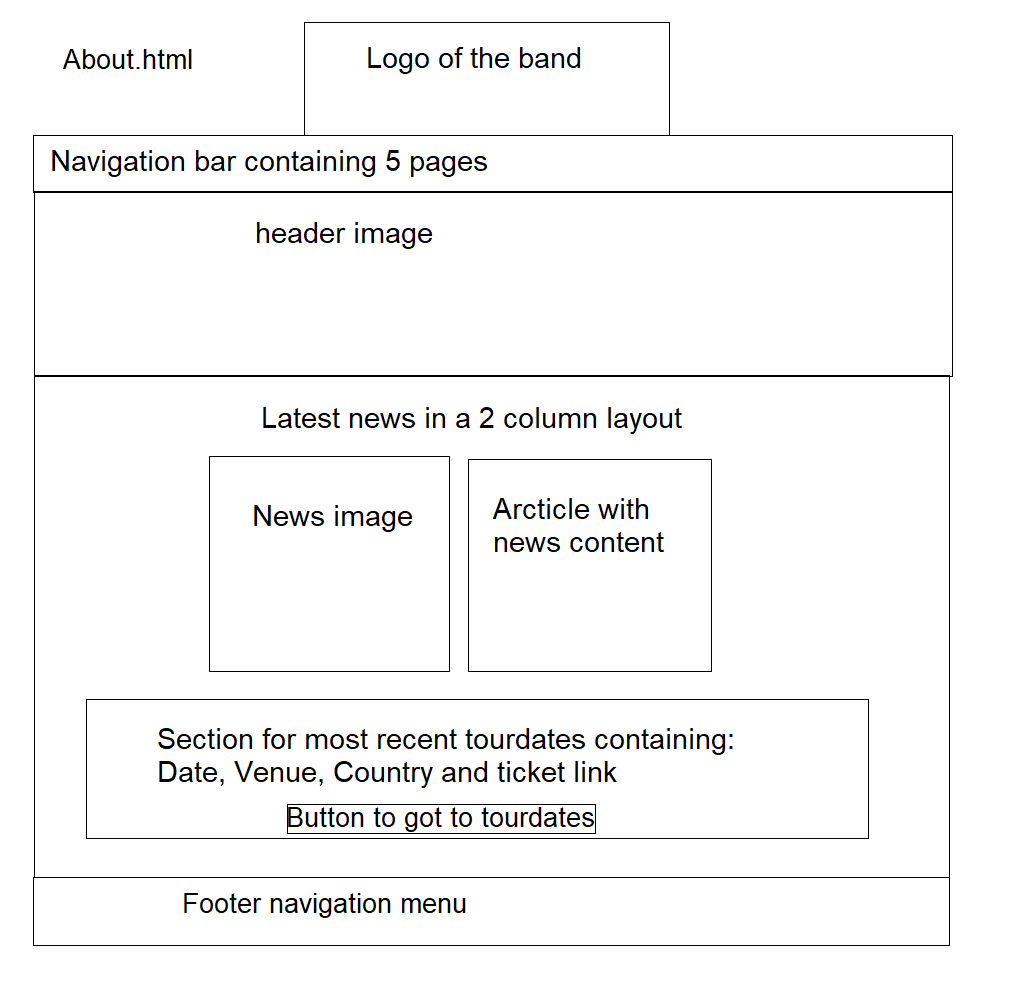 About.html
Logo of the band
Navigation bar containing 5 pages
header image
Latest news in a 2 column layout
News image
Arcticle with
news content
Section for most recent tourdates containing:
Date, Venue, Country and ticket link
Button to got to tourdates
Footer navigation menu